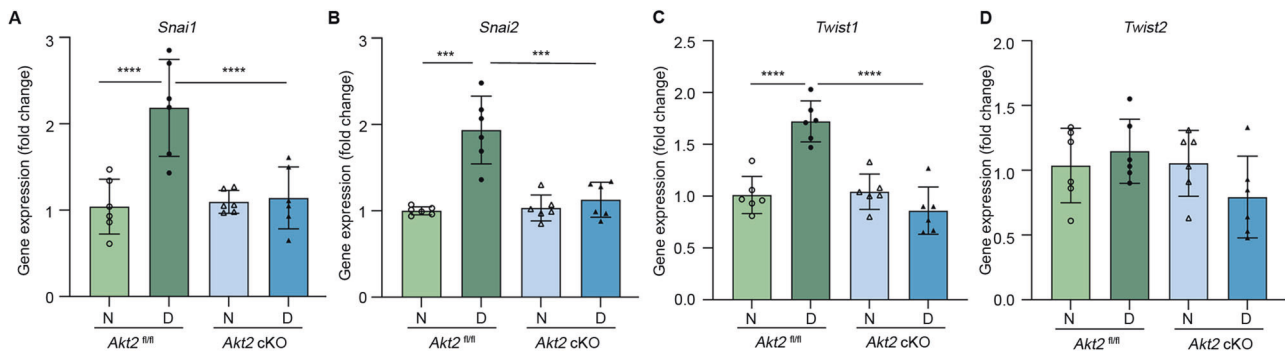 A
Snai1
Gene expression (fold change)
3
2
1
0
****
****
N
D
N
D
Akt2 fl/fl
Akt2 cKO
B
Snai2
Gene expression (fold change)
3
2
1
0
***
***
N
D
N
D
Akt2 fl/fl
Akt2 cKO
C
Twist1
Gene expression (fold change)
2.5
2.0
1.5
1.0
0.5
0.0
****
****
N
D
N
D
Akt2 fl/fl
Akt2 cKO
D
Twist2
Gene expression (fold change)
2.0
1.5
1.0
0.5
0.0
N
D
N
D
Akt2 fl/fl
Akt2 cKO